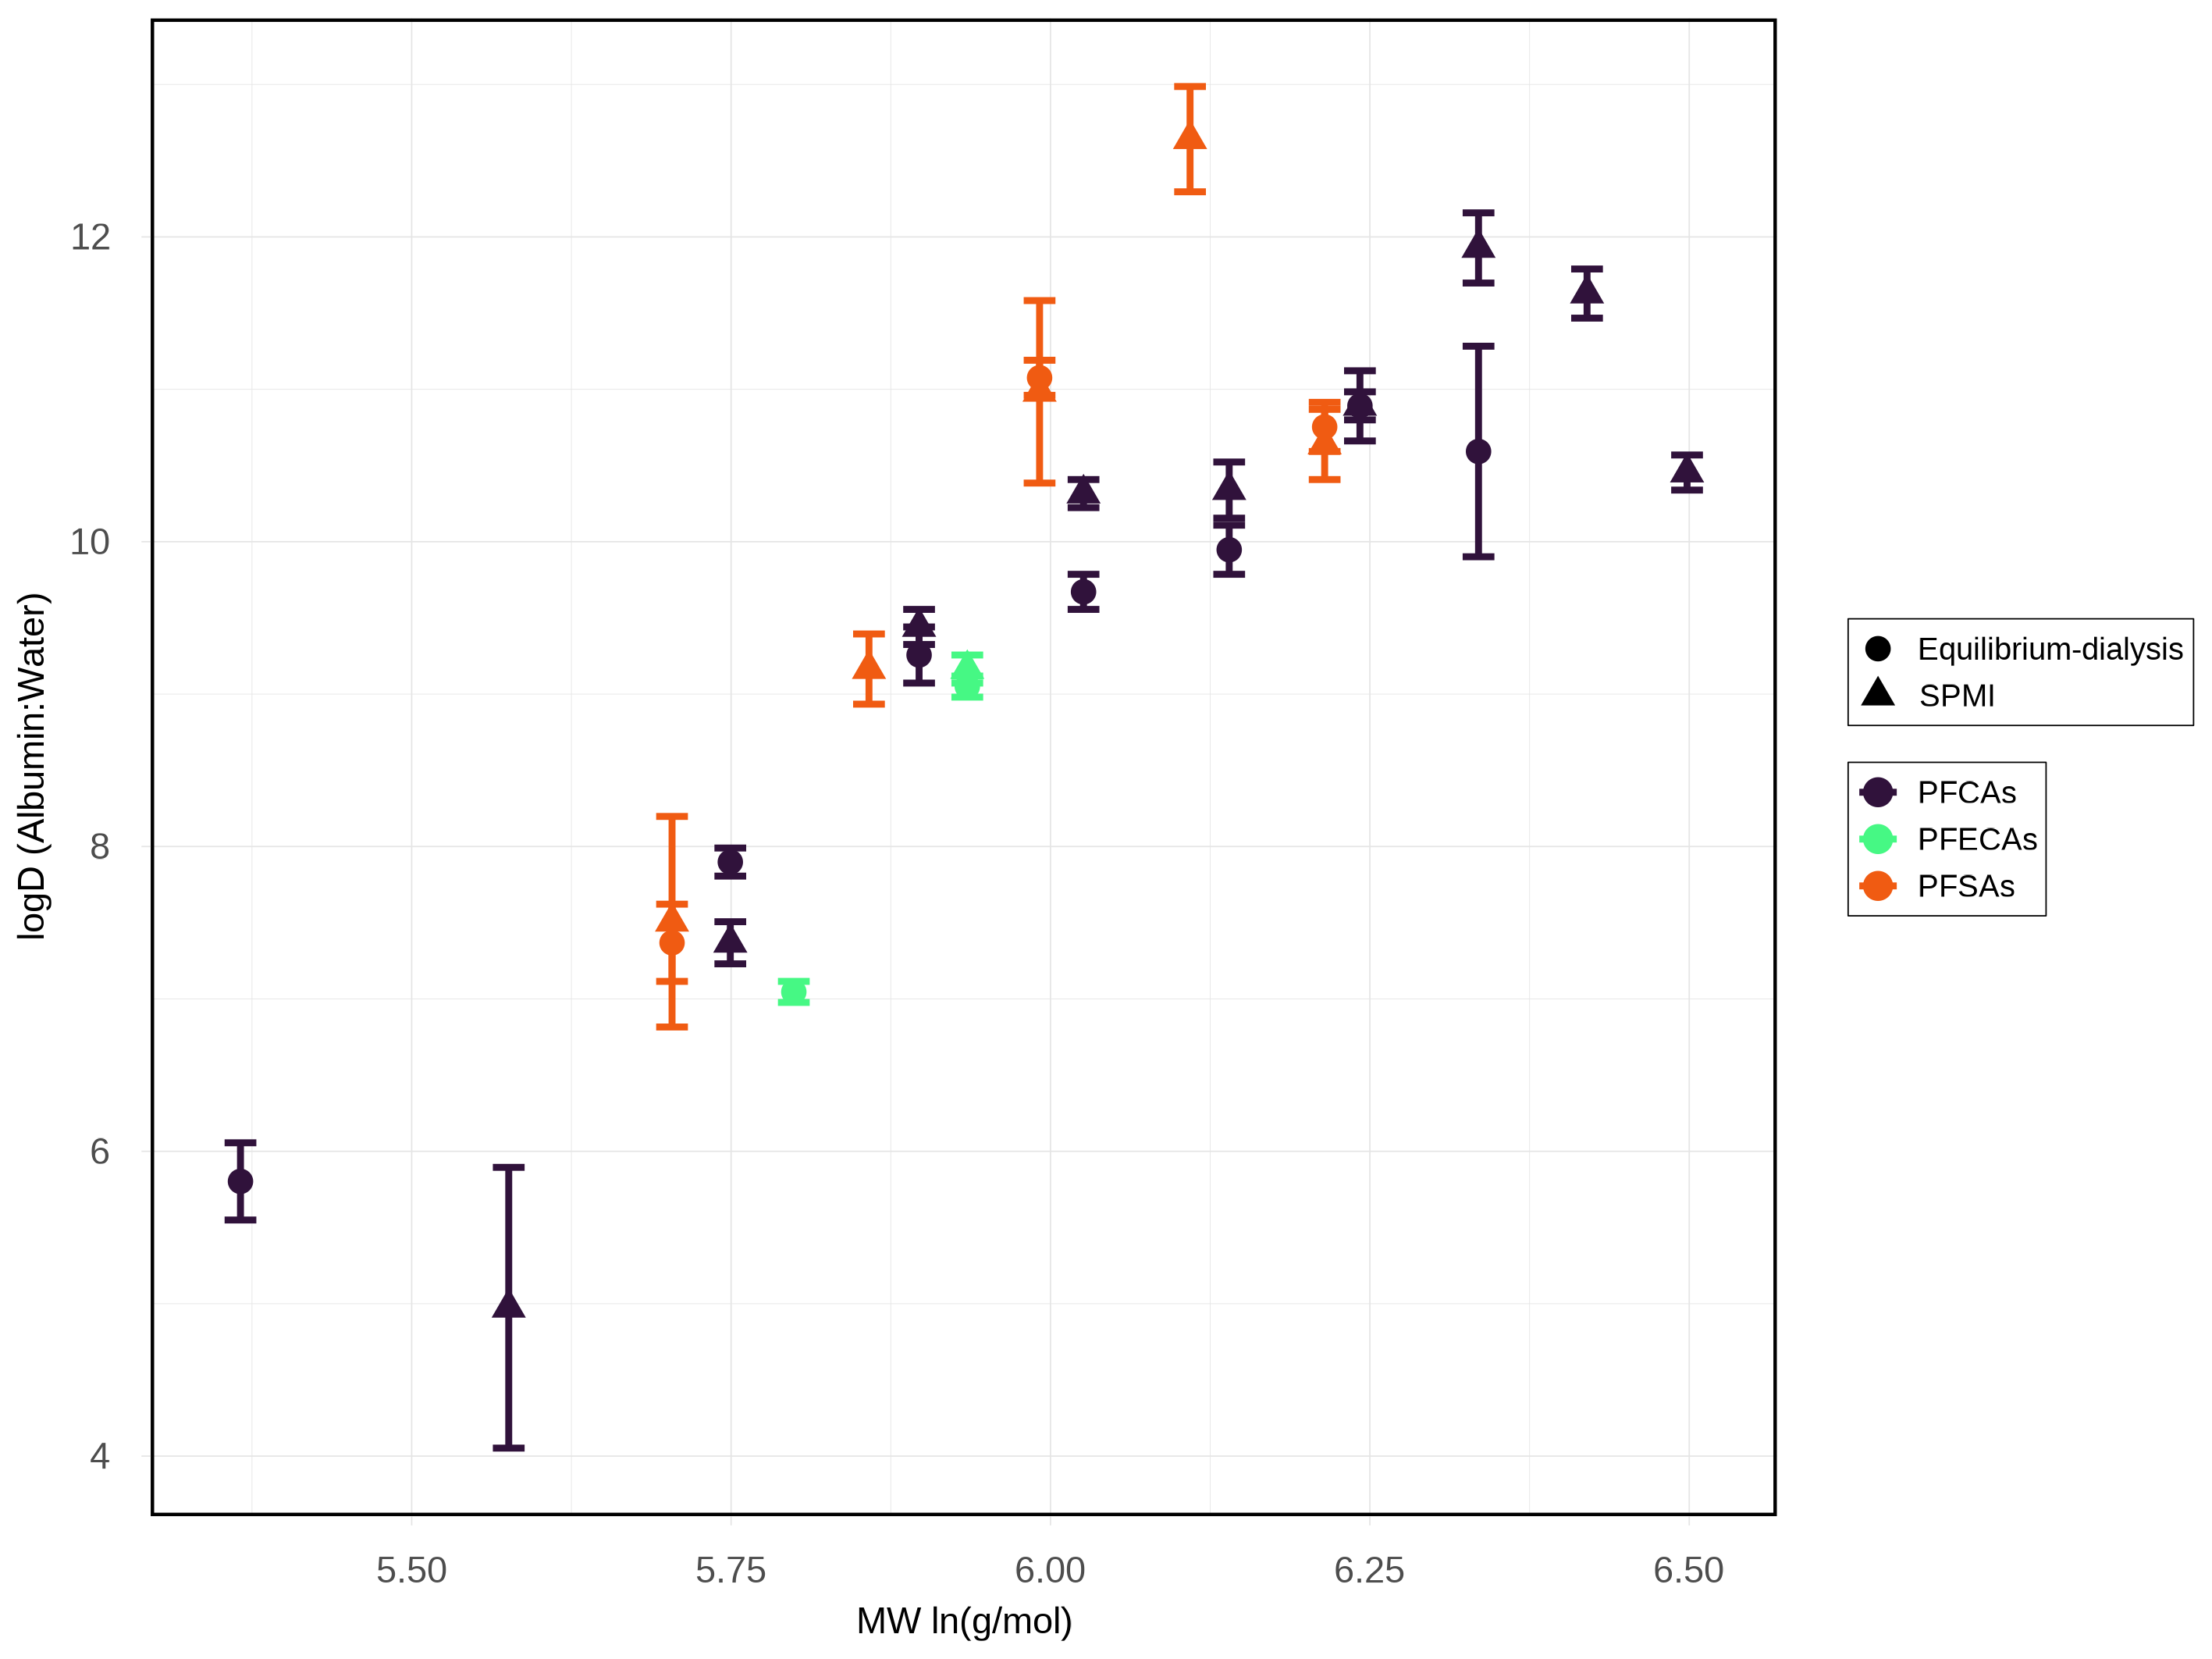 12
10
8
6
4
logD (Albumin:Water)
5.50 5.75 6.00 6.25 6.50
MW ln(g/mol)
Equilibrium-dialysis
SPMI
PFCAs
PFECAs
PFSAs